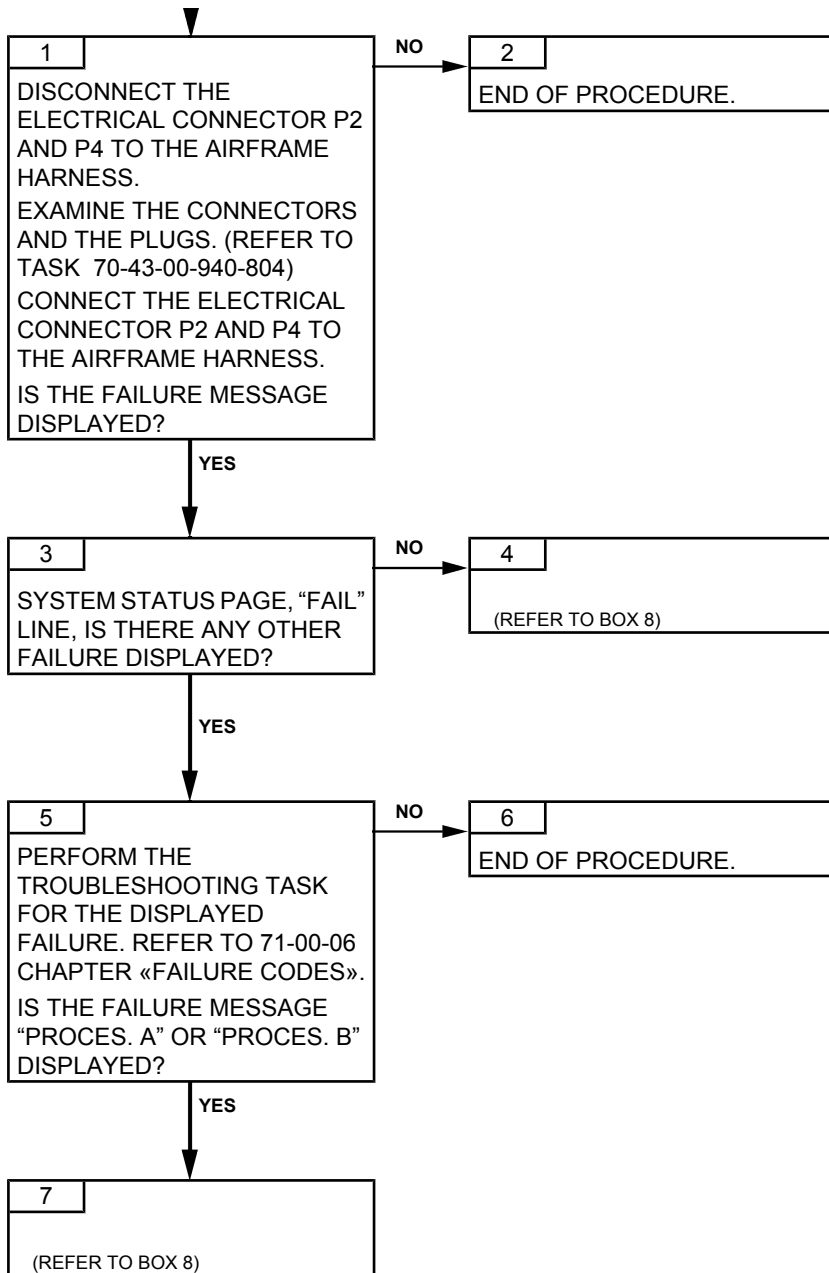 1
DISCONNECT THE
ELECTRICAL CONNECTOR P2
AND P4 TO THE AIRFRAME
HARNESS.
EXAMINE THE CONNECTORS
AND THE PLUGS. (REFER TO
TASK 70-43-00-940-804)
CONNECT THE ELECTRICAL
CONNECTOR P2 AND P4 TO
THE AIRFRAME HARNESS.
IS THE FAILURE MESSAGE
DISPLAYED?
NO
2
END OF PROCEDURE.
YES
3
SYSTEM STATUS PAGE, “FAIL”
LINE, IS THERE ANY OTHER
FAILURE DISPLAYED?
NO
4
(REFER TO BOX 8)
YES
5
PERFORM THE
TROUBLESHOOTING TASK
FOR THE DISPLAYED
FAILURE. REFER TO 71-00-06
CHAPTER «FAILURE CODES».
IS THE FAILURE MESSAGE
“PROCES. A” OR “PROCES. B”
DISPLAYED?
NO
6
END OF PROCEDURE.
YES
7
(REFER TO BOX 8)